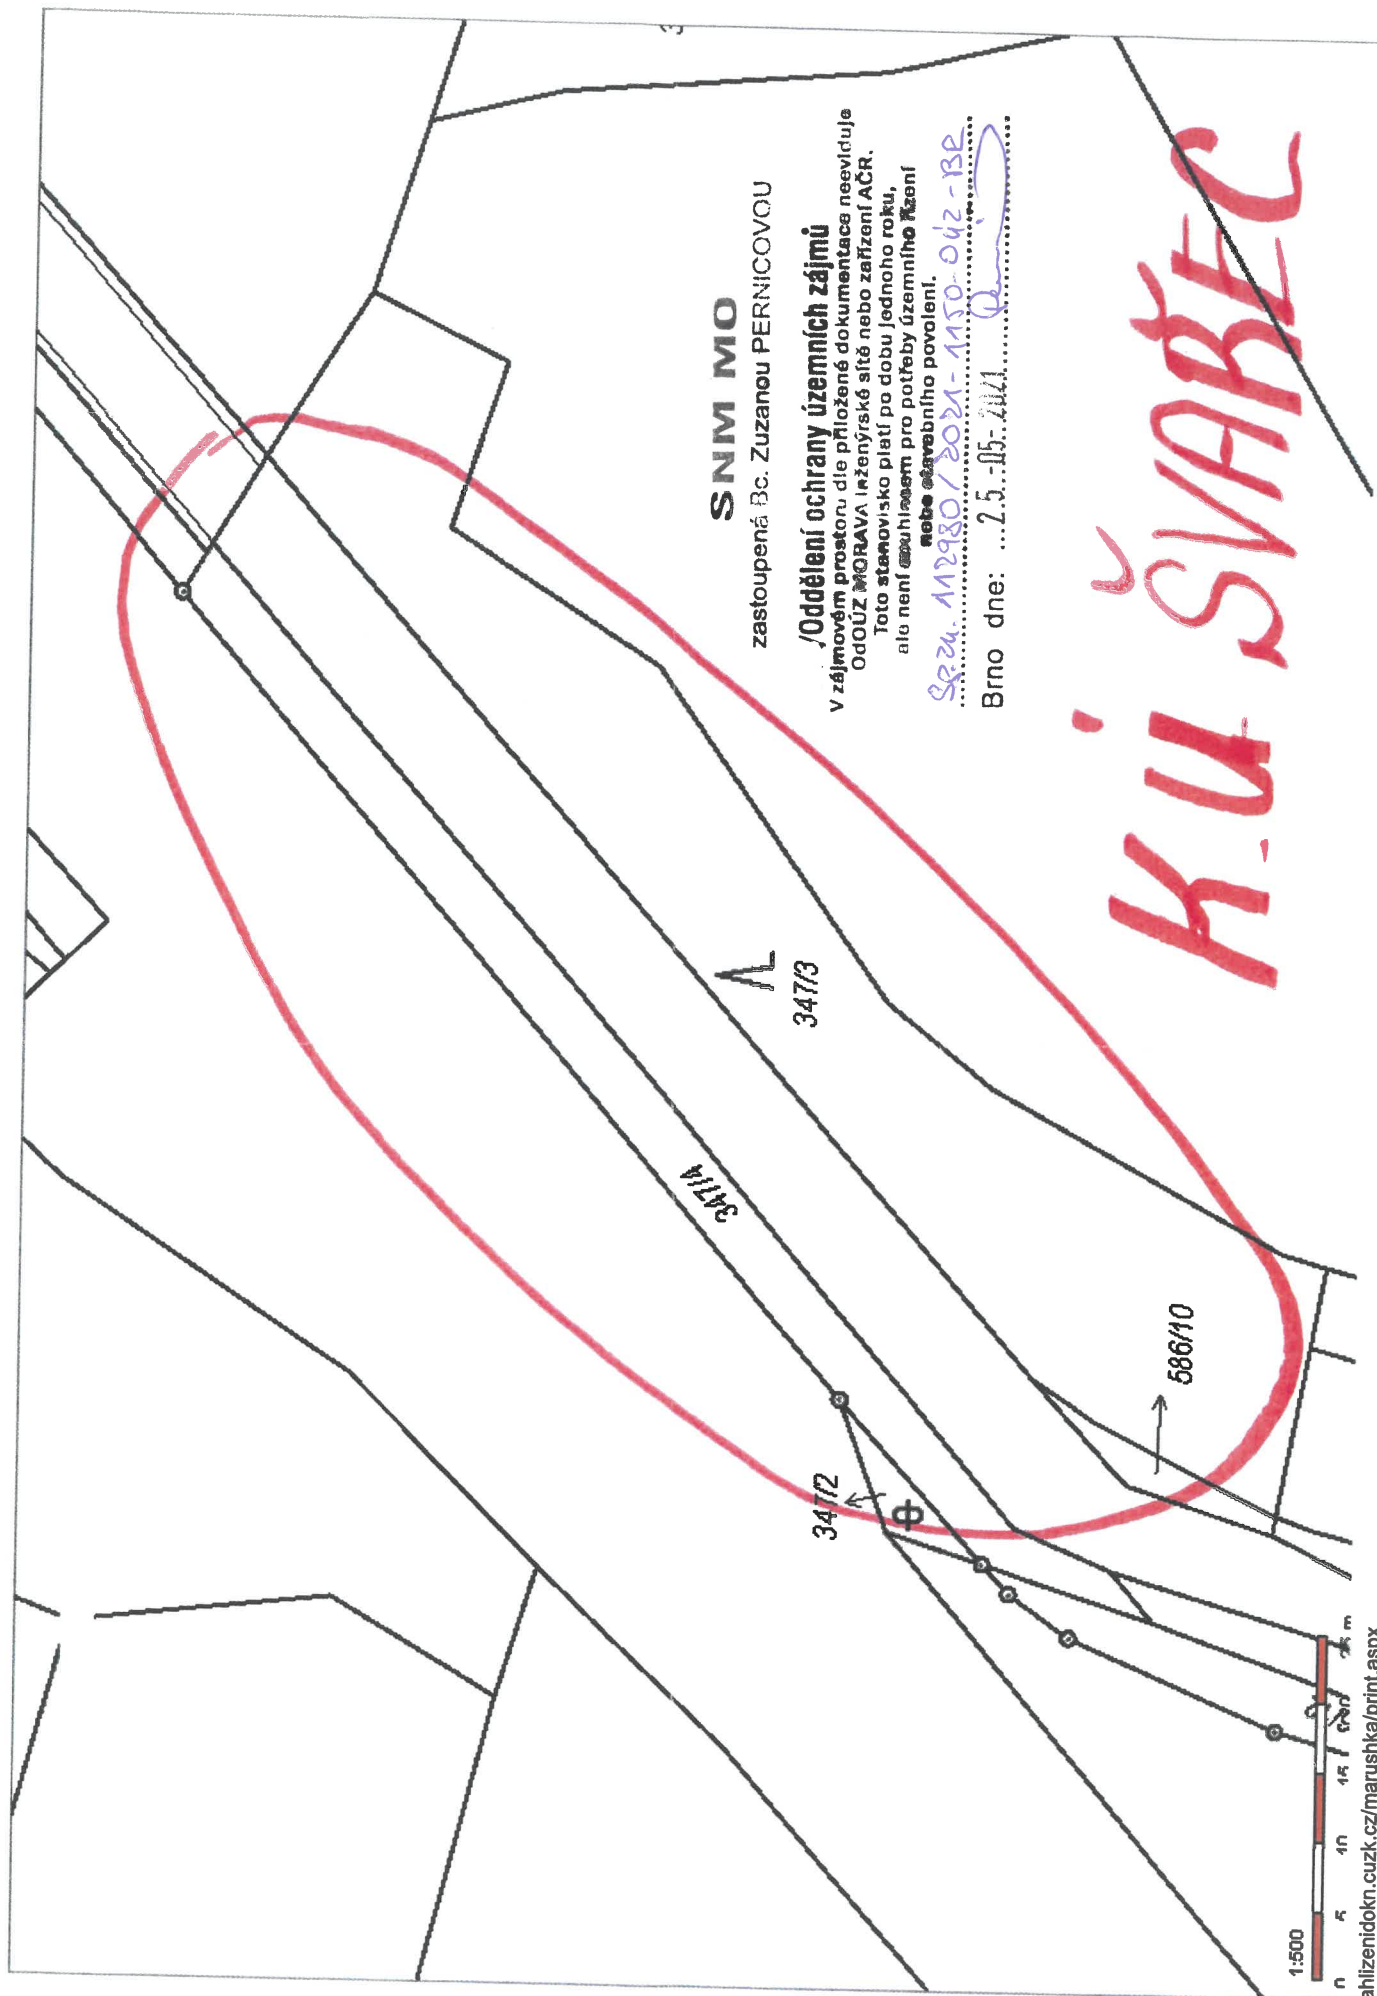 SNM MO
zastoupená Bc. Zuzanou PERNICOVOU
/Oddělení ochrany územních zájmů
V zájmovém prostoru dle přiložené dokumentace neeviduje
OdOÚZ MORAVA inženýrské sítě nebo zařízení AČR.
Toto stanovisko platí po dobu jednoho roku,
ale není souhlasem pro potřeby územního řízení
nebo stavebního povolení.
Sp.zn. 112980/2021-1150-042-BR
Brno dne: 25.-05-2021
K.Ú ŠVAŘEC
347/3
347/4
347/2
586/10
1:500
0 5 10 15 20 25 m
ahlizenidokn.cuzk.cz/marushka/print.aspx